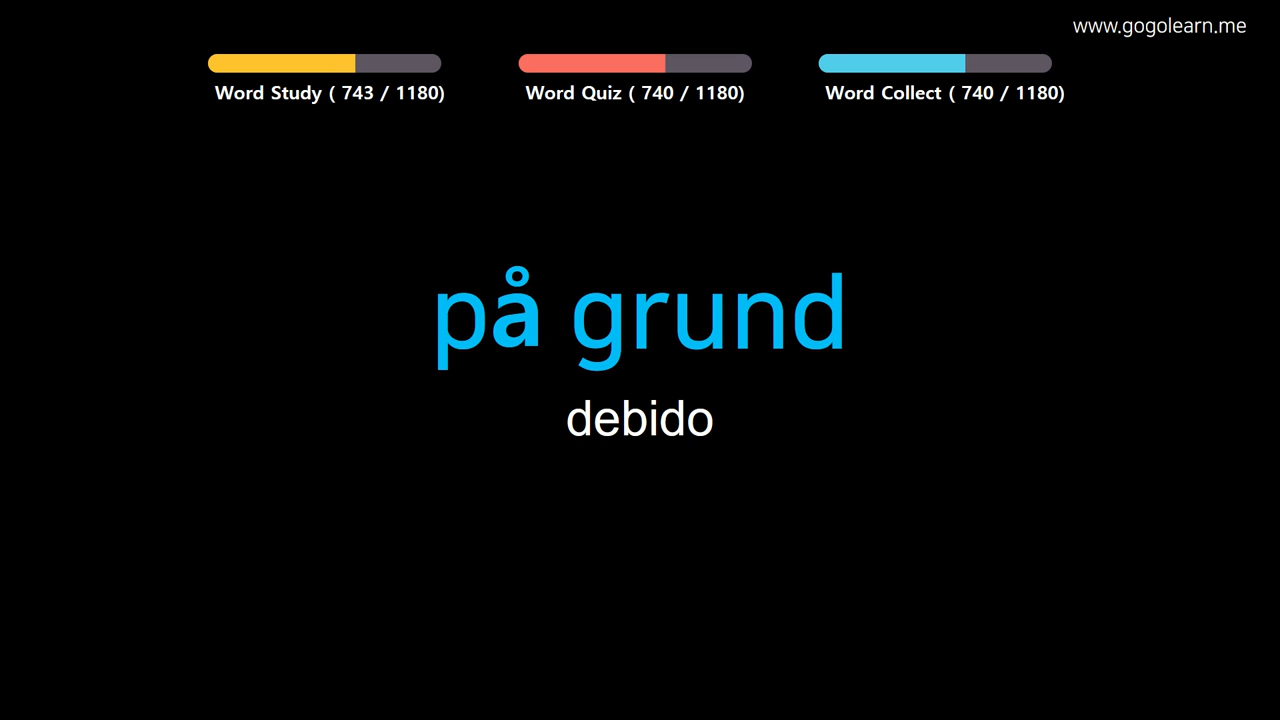 www.gogolearn.me
Word Study ( 743 / 1180)
Word Quiz ( 740 / 1180)
Word Collect ( 740 / 1180)
på grund
debido